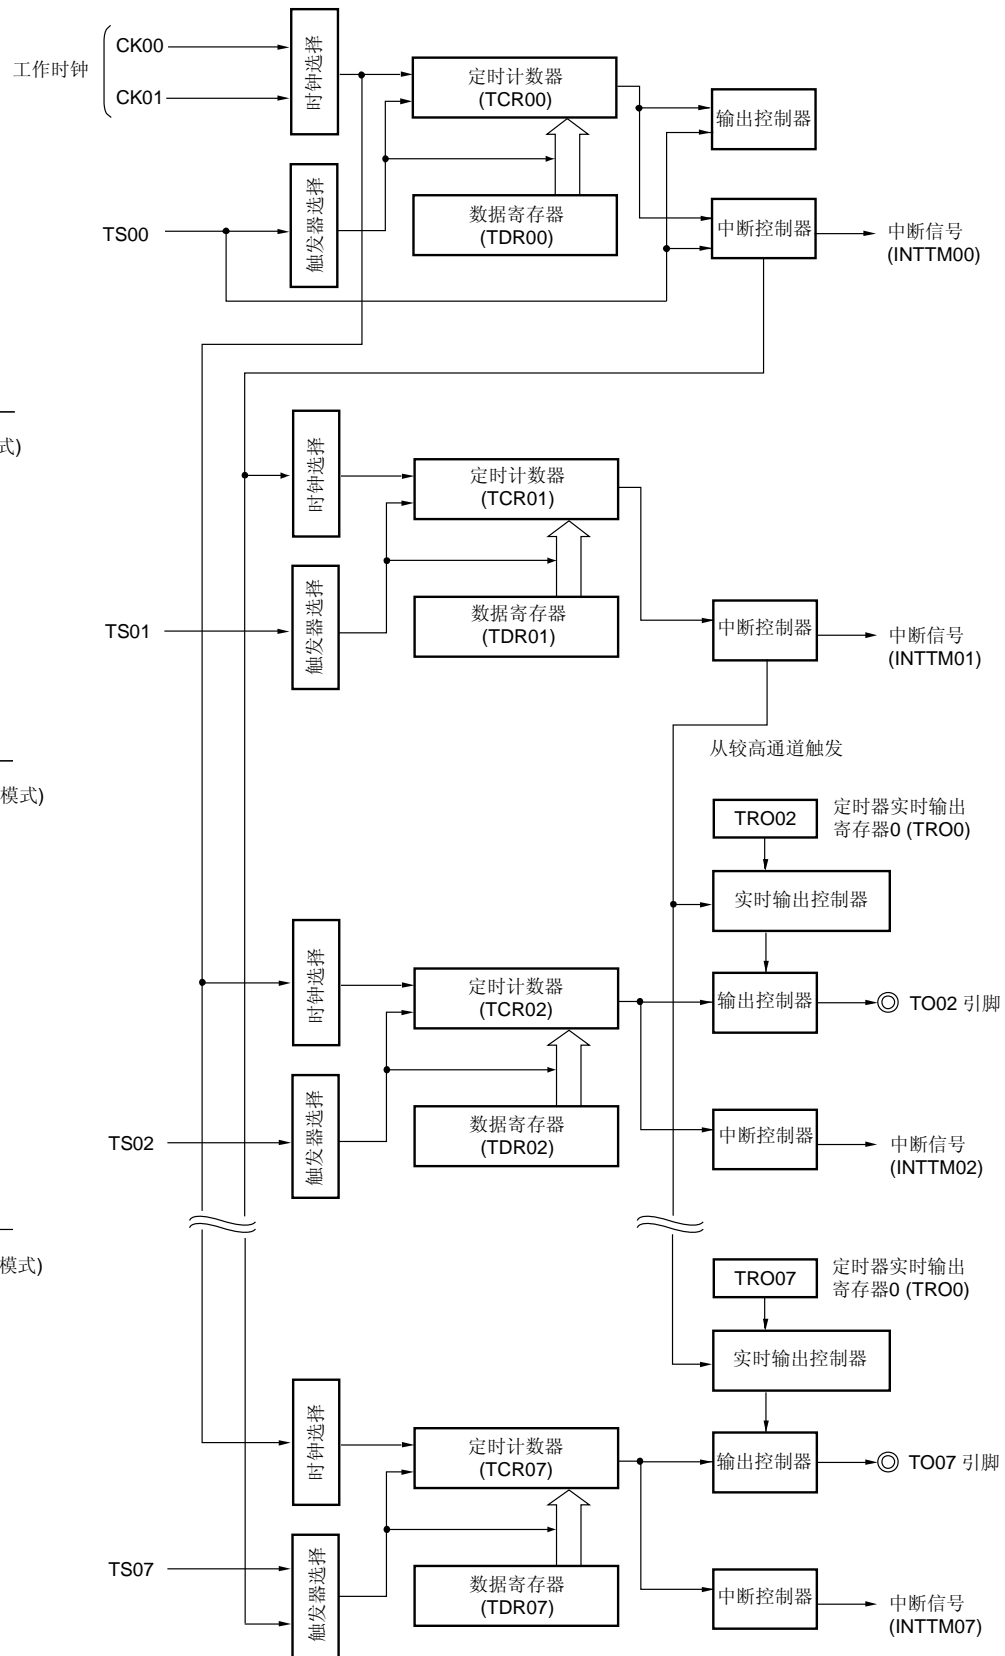 工作时钟
CK00
CK01
时钟选择
定时计数器
(TCR00)
输出控制器
TS00
触发器选择
数据寄存器
(TDR00)
中断控制器
中断信号
(INTTM00)
式)
时钟选择
定时计数器
(TCR01)
TS01
触发器选择
数据寄存器
(TDR01)
中断控制器
中断信号
(INTTM01)
从较高通道触发
模式)
TRO02
定时器实时输出
寄存器0 (TRO0)
实时输出控制器
时钟选择
定时计数器
(TCR02)
输出控制器
TO02 引脚
TS02
触发器选择
数据寄存器
(TDR02)
中断控制器
中断信号
(INTTM02)
模式)
TRO07
定时器实时输出
寄存器0 (TRO0)
实时输出控制器
时钟选择
定时计数器
(TCR07)
输出控制器
TO07 引脚
TS07
触发器选择
数据寄存器
(TDR07)
中断控制器
中断信号
(INTTM07)